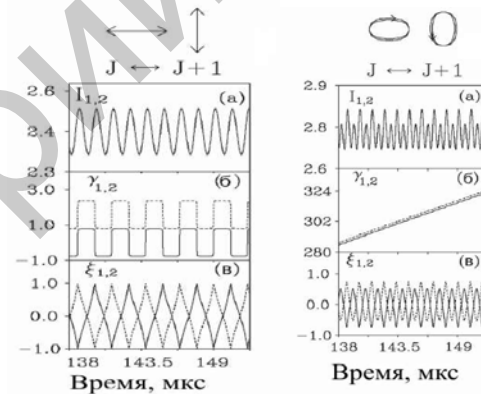 J ↔ J+1
I1,2 (а)
2.6
2.4
2.3
γ1,2 (б)
3.0
1.0
-1.0
ξ1,2 (в)
1.0
0.0
-1.0
138 143.5 149
Время, мкс
J ↔ J+1
I1,2 (а)
2.9
2.8
2.6
γ1,2 (б)
324
302
280
ξ1,2 (в)
1.0
0.0
-1.0
138 143.5 149
Время, мкс